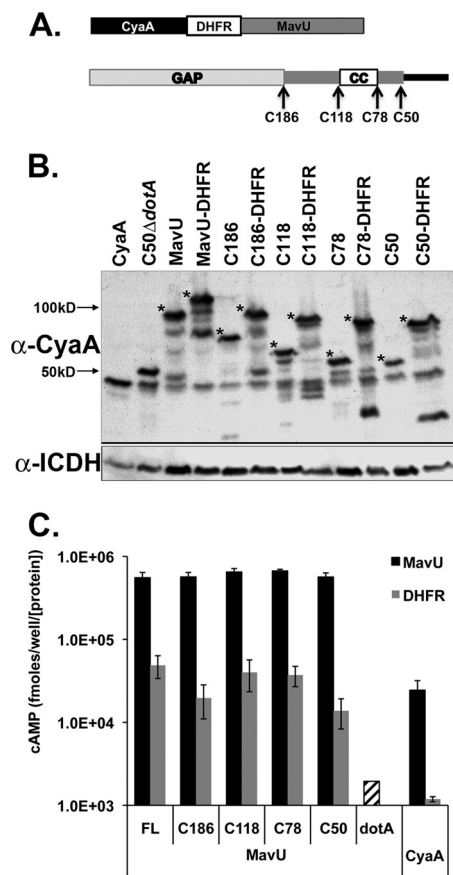 A.
CyaA DHFR MavU
GAP CC
C186 C118 C78 C50
B.
CyaA
C50ΔdotA
MavU
MavU-DHFR
C186
C186-DHFR
C118
C118-DHFR
C78
C78-DHFR
C50
C50-DHFR
100kD
α-CyaA
50kD
* * * * * * * * * *
α-ICDH
C.
cAMP (fmoles/well/[protein])
1.0E+06
1.0E+05
1.0E+04
1.0E+03
MavU
DHFR
FL C186 C118 C78 C50 dotA
MavU CyaA